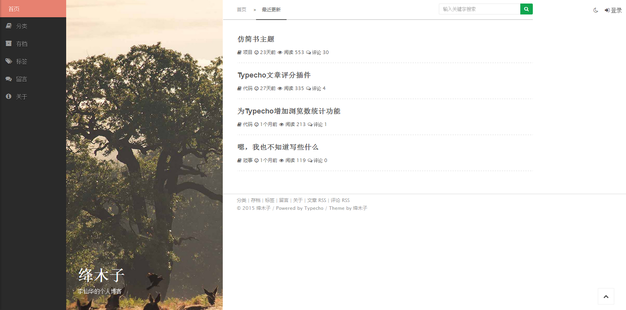 首页
分类
存档
标签
留言
关于
绛木子
的个人博客
首页 » 最近更新
输入关键字搜索
登录
仿简书主题
项目 23天前 阅读 553 评论 30
Typecho文章评分插件
代码 27天前 阅读 335 评论 4
为Typecho增加浏览数统计功能
代码 1个月前 阅读 213 评论 1
嗯，我也不知道写些什么
琐事 1个月前 阅读 119 评论 0
分类 | 存档 | 标签 | 留言 | 关于 | 文章 RSS | 评论 RSS
© 2015 绛木子 / Powered by Typecho / Theme by 绛木子